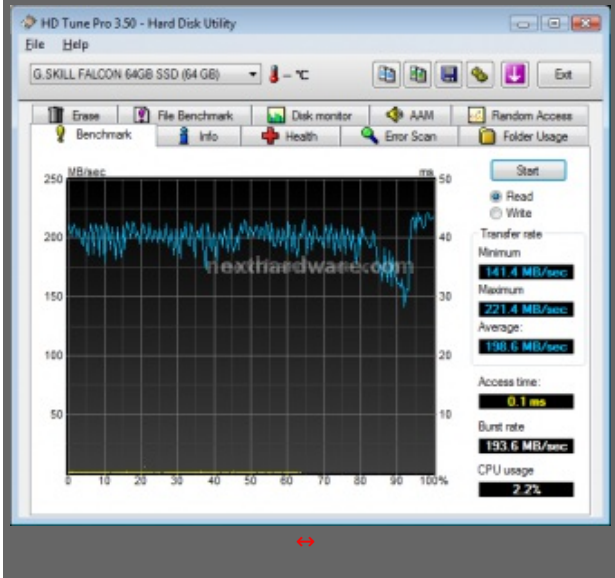 HD Tune Pro 3.50 - Hard Disk Utility
File Help
G.SKILL FALCON 64GB SSD (64 GB) – °C Exit
Erase File Benchmark Disk monitor AAM Random Access
Benchmark Info Health Error Scan Folder Usage
MB/sec ms
250 50
200 40
150 30
100 20
50 10
0 10 20 30 40 50 60 70 80 90 100%
nexthardware.com
Start
Read
Write
Transfer rate
Minimum
141.4 MB/sec
Maximum
221.4 MB/sec
Average:
198.6 MB/sec
Access time:
0.1 ms
Burst rate
193.6 MB/sec
CPU usage
2.2%